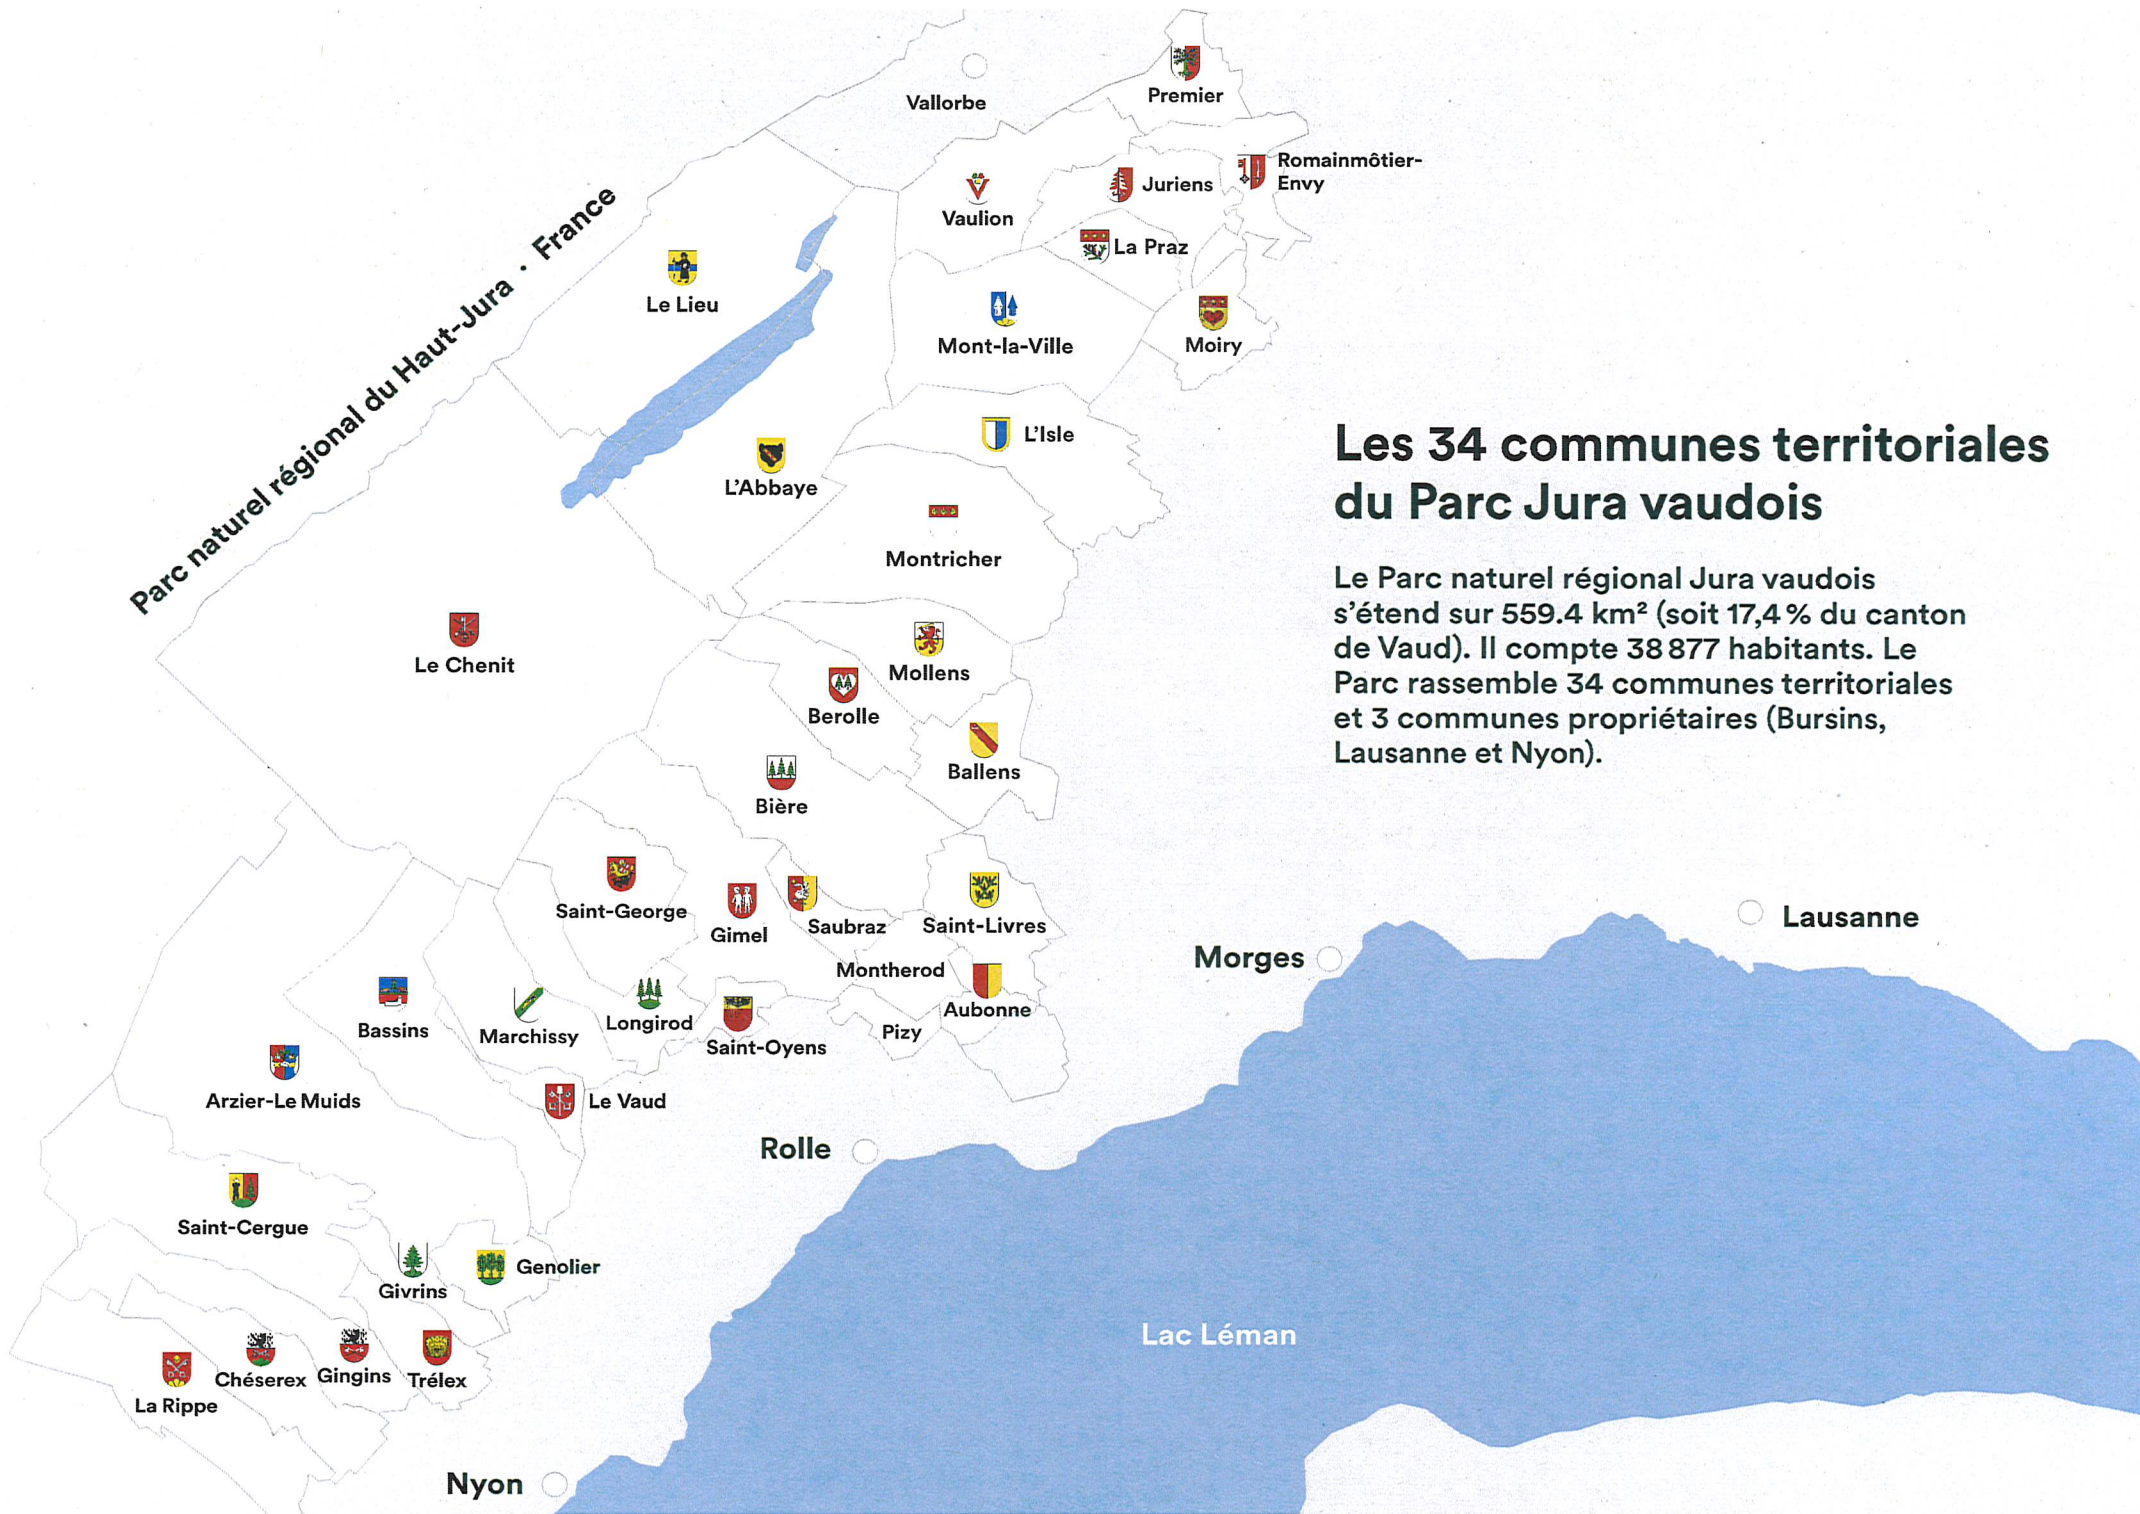 Vallorbe
Premier
Romainmôtier-
Envy
Juriens
Vaulion
La Praz
Parc naturel régional du Haut-Jura · France
Le Lieu
Mont-la-Ville
Moiry
L'Isle
L'Abbaye
Montricher
Les 34 communes territoriales
du Parc Jura vaudois
Le Parc naturel régional Jura vaudois
s'étend sur 559.4 km² (soit 17,4 % du canton
de Vaud). Il compte 38 877 habitants. Le
Parc rassemble 34 communes territoriales
et 3 communes propriétaires (Bursins,
Lausanne et Nyon).
Le Chenit
Mollens
Berolle
Ballens
Bière
Saint-George
Gimel
Saubraz
Saint-Livres
Lausanne
Morges
Montherod
Aubonne
Bassins
Marchissy
Longirod
Saint-Oyens
Pizy
Arzier-Le Muids
Le Vaud
Rolle
Saint-Cergue
Genolier
Givrins
Lac Léman
Chéserex
Gingins
Trélex
La Rippe
Nyon